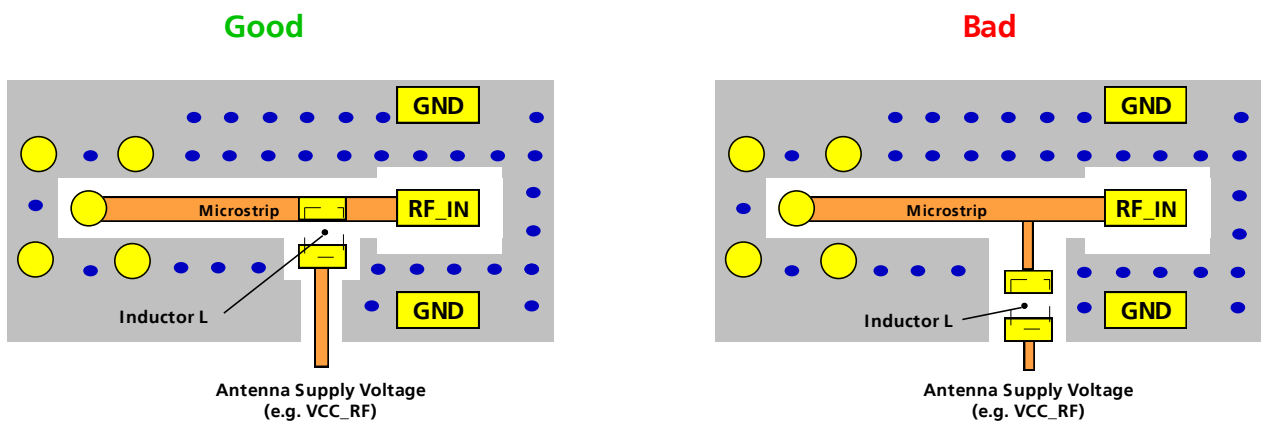 Good
Bad
GND
GND
Microstrip
RF_IN
Microstrip
RF_IN
Inductor L
GND
Inductor L
GND
Antenna Supply Voltage
(e.g. VCC_RF)
Antenna Supply Voltage
(e.g. VCC_RF)